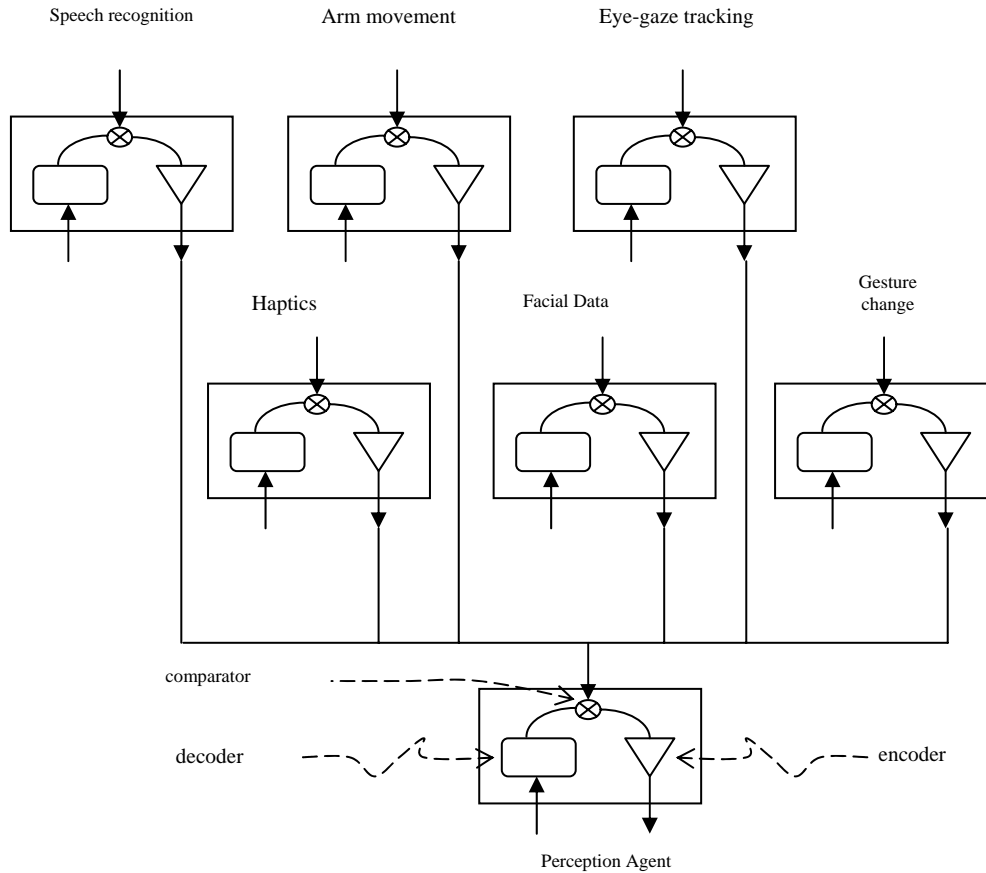 Speech recognition
Arm movement
Eye-gaze tracking
Haptics
Facial Data
Gesture
change
comparator
decoder
encoder
Perception Agent